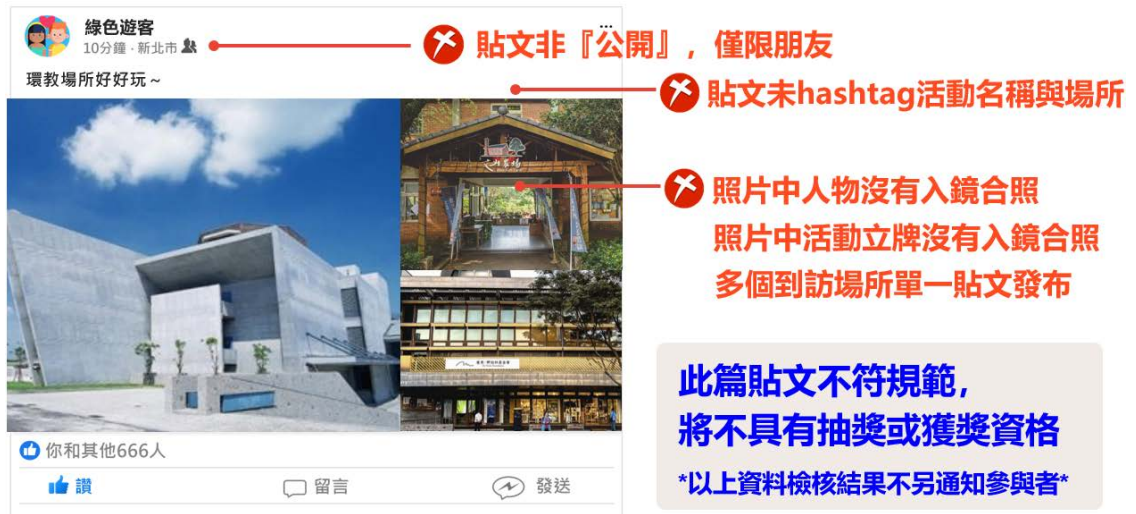 綠色遊客
10分鐘 · 新北市
環教場所好好玩～
你和其他666人
讚
留言
發送
貼文非『公開』，僅限朋友
貼文未hashtag活動名稱與場所
照片中人物沒有入鏡合照
照片中活動立牌沒有入鏡合照
多個到訪場所單一貼文發布
此篇貼文不符規範，
將不具有抽獎或獲獎資格
*以上資料檢核結果不另通知參與者*